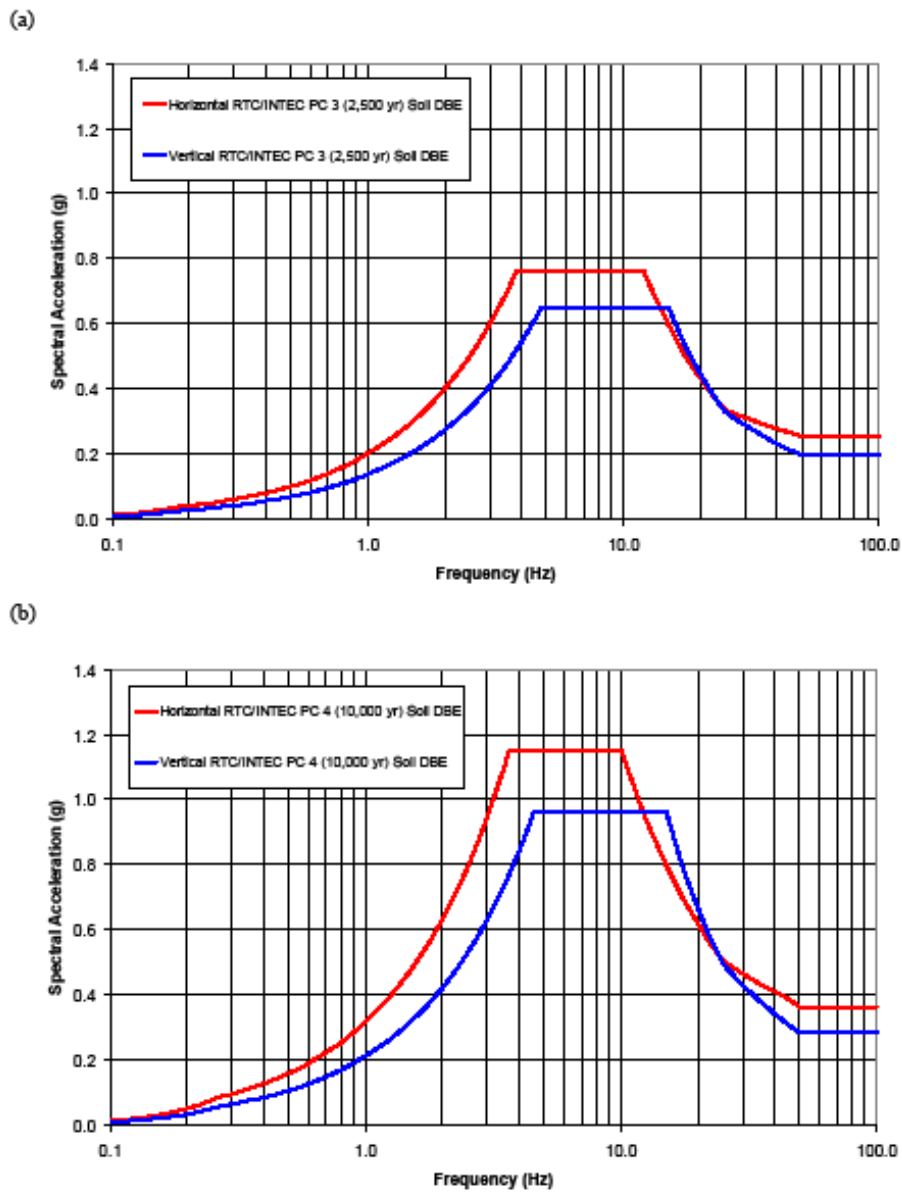 (a)
1.4
1.2
1.0
0.8
0.6
0.4
0.2
0.0
Spectral Acceleration (g)
Horizontal RTC/INTEC PC 3 (2,500 yr) Soil DBE
Vertical RTC/INTEC PC 3 (2,500 yr) Soil DBE
0.1 1.0 10.0 100.0
Frequency (Hz)
(b)
1.4
1.2
1.0
0.8
0.6
0.4
0.2
0.0
Spectral Acceleration (g)
Horizontal RTC/INTEC PC 4 (10,000 yr) Soil DBE
Vertical RTC/INTEC PC 4 (10,000 yr) Soil DBE
0.1 1.0 10.0 100.0
Frequency (Hz)